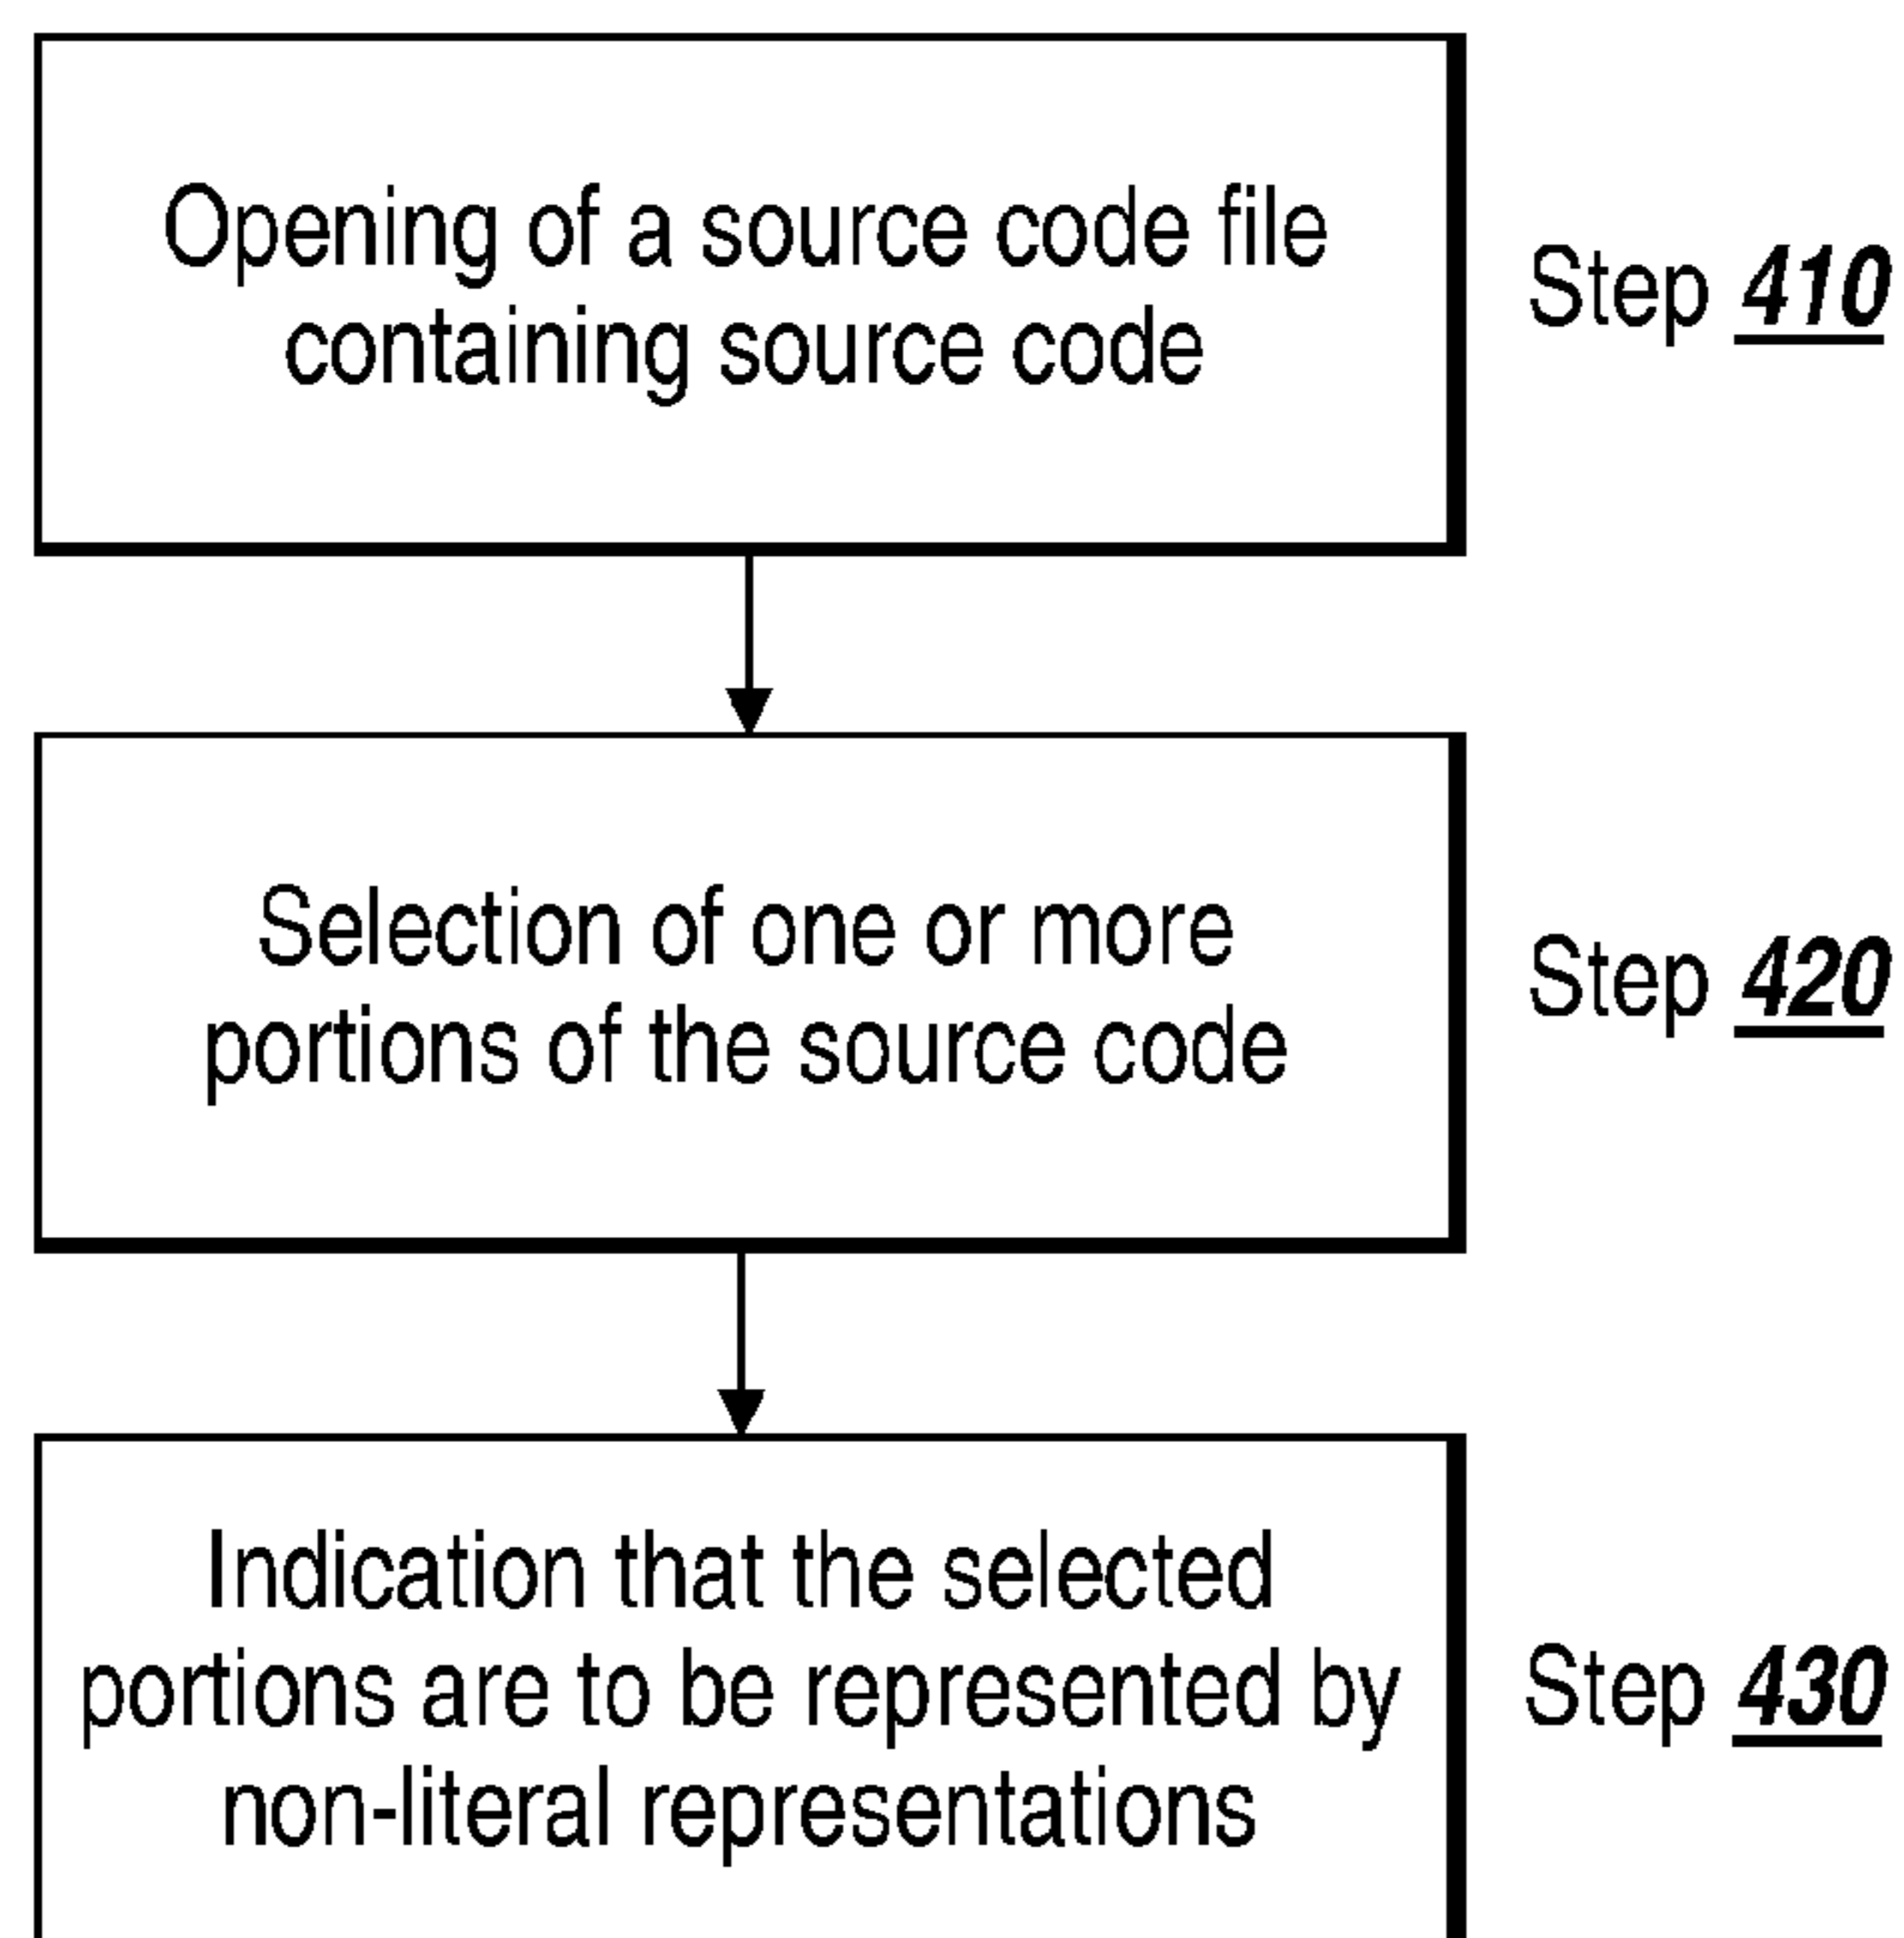 Opening of a source code file
containing source code
Step 410
Selection of one or more
portions of the source code
Step 420
Indication that the selected
portions are to be represented by
non-literal representations
Step 430